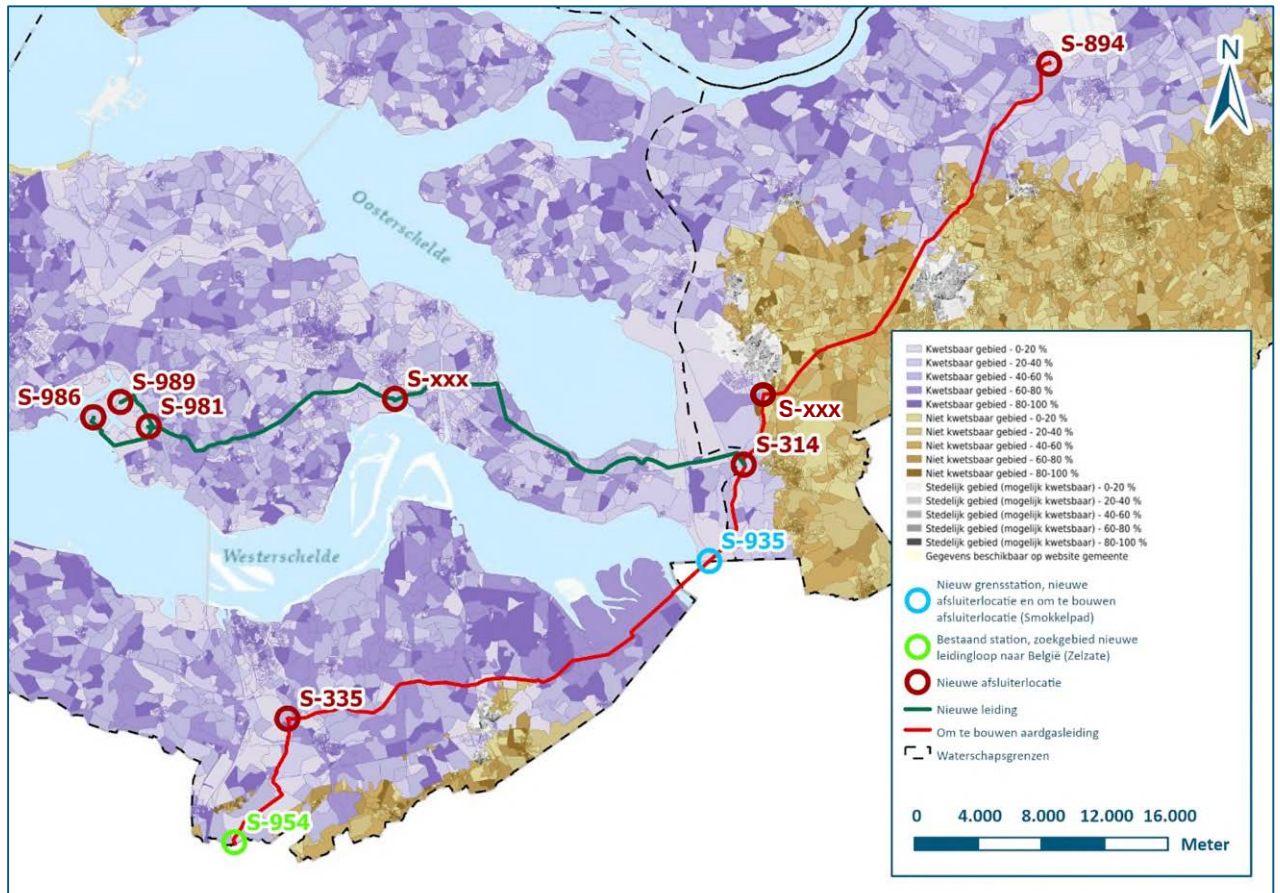 S-894
N
Oosterschelde
S-989
S-986
S-981
S-xxx
S-xxx
S-314
S-935
Westerschelde
S-335
S-954
Kwetsbaar gebied - 0-20 %
Kwetsbaar gebied - 20-40 %
Kwetsbaar gebied - 40-60 %
Kwetsbaar gebied - 60-80 %
Kwetsbaar gebied - 80-100 %
Niet kwetsbaar gebied - 0-20 %
Niet kwetsbaar gebied - 20-40 %
Niet kwetsbaar gebied - 40-60 %
Niet kwetsbaar gebied - 60-80 %
Niet kwetsbaar gebied - 80-100 %
Stedelijk gebied (mogelijk kwetsbaar) - 0-20 %
Stedelijk gebied (mogelijk kwetsbaar) - 20-40 %
Stedelijk gebied (mogelijk kwetsbaar) - 40-60 %
Stedelijk gebied (mogelijk kwetsbaar) - 60-80 %
Stedelijk gebied (mogelijk kwetsbaar) - 80-100 %
Gegevens beschikbaar op website gemeente
Nieuw grensstation, nieuwe
afsluiterlocatie en om te bouwen
afsluiterlocatie (Smokkelpad)
Bestaand station, zoekgebied nieuwe
leidingloop naar België (Zelzate)
Nieuwe afsluiterlocatie
Nieuwe leiding
Om te bouwen aardgasleiding
Waterschapsgrenzen
0 4.000 8.000 12.000 16.000
Meter